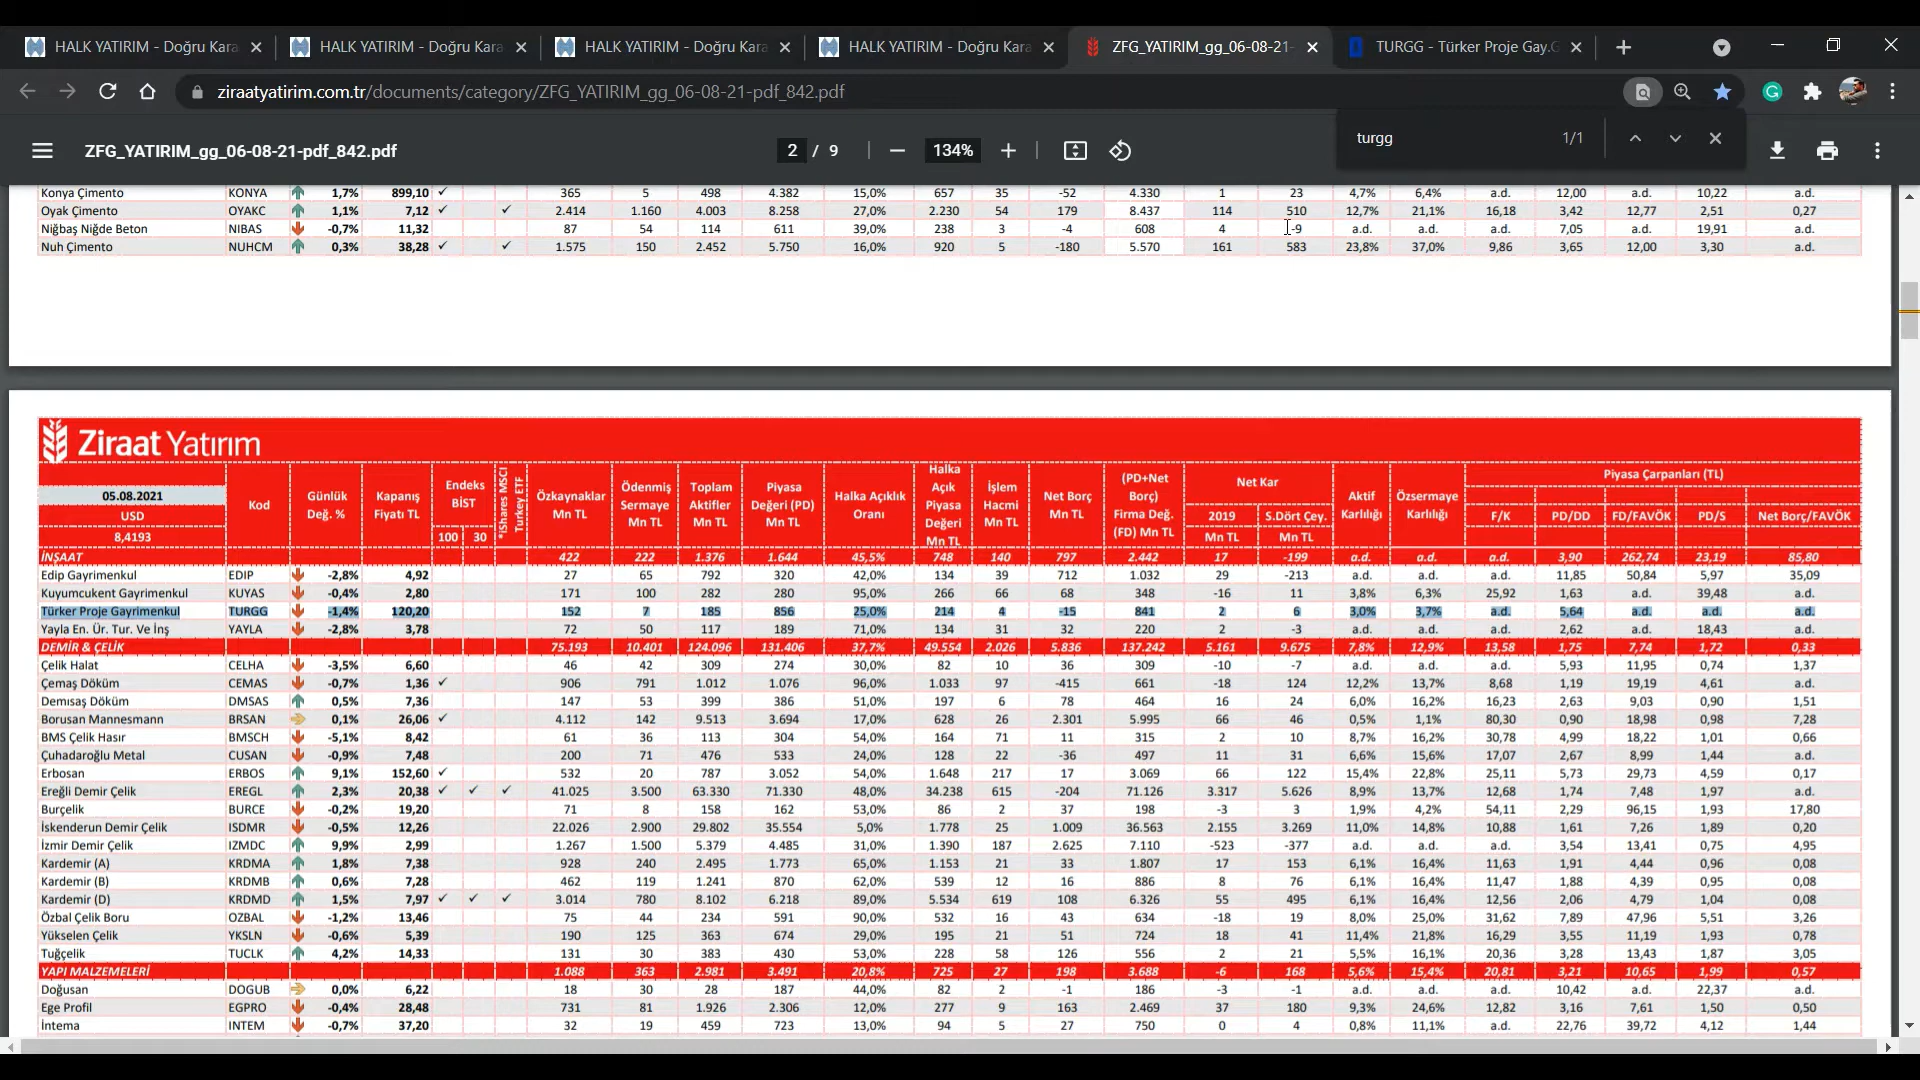 HALK YATIRIM - Doğru Kara
HALK YATIRIM - Doğru Kara
HALK YATIRIM - Doğru Kara
HALK YATIRIM - Doğru Kara
ZFG_YATIRIM_gg_06-08-21-
TURGG - Türker Proje Gay.G
ziraatyatirim.com.tr/documents/category/ZFG_YATIRIM_gg_06-08-21-pdf_842.pdf
turgg 1/1
ZFG_YATIRIM_gg_06-08-21-pdf_842.pdf 2 / 9 134%
Konya Çimento KONYA 1,7% 899,10 ✓ 365 5 498 4.382 15,0% 657 35 -52 4.330 1 23 4,7% 6,4% a.d. 12,00 a.d. 10,22 a.d.
Oyak Çimento OYAKC 1,1% 7,12 ✓ ✓ 2.414 1.160 4.003 8.258 27,0% 2.230 54 179 8.437 114 510 12,7% 21,1% 16,18 3,42 12,77 2,51 0,27
Niğbaş Niğde Beton NIBAS -0,7% 11,32 87 54 114 611 39,0% 238 3 -4 608 4 -9 a.d. a.d. a.d. 7,05 a.d. 19,91 a.d.
Nuh Çimento NUHCM 0,3% 38,28 ✓ ✓ 1.575 150 2.452 5.750 16,0% 920 5 -180 5.570 161 583 23,8% 37,0% 9,86 3,65 12,00 3,30 a.d.
Ziraat Yatırım
05.08.2021
USD
8,4193
Kod
Günlük Değ. %
Kapanış Fiyatı TL
Endeks BİST
100 30
*iShares MSCI Turkey ETF
Özkaynaklar Mn TL
Ödenmiş Sermaye Mn TL
Toplam Aktifler Mn TL
Piyasa Değeri (PD) Mn TL
Halka Açıklık Oranı
Halka Açık Piyasa Değeri Mn TL
İşlem Hacmi Mn TL
Net Borç Mn TL
(PD+Net Borç) Firma Değ. (FD) Mn TL
Net Kar
2019 Mn TL
S.Dört Çey. Mn TL
Aktif Karlılığı
Özsermaye Karlılığı
Piyasa Çarpanları (TL)
F/K PD/DD FD/FAVÖK PD/S Net Borç/FAVÖK
İNŞAAT 422 222 1.376 1.644 45,5% 748 140 797 2.442 17 -199 a.d. a.d. a.d. 3,90 262,74 23,19 85,80
Edip Gayrimenkul EDIP -2,8% 4,92 27 65 792 320 42,0% 134 39 712 1.032 29 -213 a.d. a.d. a.d. 11,85 50,84 5,97 35,09
Kuyumcukent Gayrimenkul KUYAS -0,4% 2,80 171 100 282 280 95,0% 266 66 68 348 -16 11 3,8% 6,3% 25,92 1,63 a.d. 39,48 a.d.
Türker Proje Gayrimenkul TURGG -1,4% 120,20 152 7 185 856 25,0% 214 4 -15 841 2 6 3,0% 3,7% a.d. 5,64 a.d. a.d. a.d.
Yayla En. Ür. Tur. Ve İnş YAYLA -2,8% 3,78 72 50 117 189 71,0% 134 31 32 220 2 -3 a.d. a.d. a.d. 2,62 a.d. 18,43 a.d.
DEMİR & ÇELİK 75.193 10.401 124.096 131.406 37,7% 49.554 2.026 5.836 137.242 5.161 9.675 7,8% 12,9% 13,58 1,75 7,74 1,72 0,33
Çelik Halat CELHA -3,5% 6,60 46 42 309 274 30,0% 82 10 36 309 -10 -7 a.d. a.d. a.d. 5,93 11,95 0,74 1,37
Çemaş Döküm CEMAS -0,7% 1,36 ✓ 906 791 1.012 1.076 96,0% 1.033 97 -415 661 -18 124 12,2% 13,7% 8,68 1,19 19,19 4,61 a.d.
Demısaş Döküm DMSAS 0,5% 7,36 147 53 399 386 51,0% 197 6 78 464 16 24 6,0% 16,2% 16,23 2,63 9,03 0,90 1,51
Borusan Mannesmann BRSAN 0,1% 26,06 ✓ 4.112 142 9.513 3.694 17,0% 628 26 2.301 5.995 66 46 0,5% 1,1% 80,30 0,90 18,98 0,98 7,28
BMS Çelik Hasır BMSCH -5,1% 8,42 61 36 113 304 54,0% 164 71 11 315 2 10 8,7% 16,2% 30,78 4,99 18,22 1,01 0,66
Çuhadaroğlu Metal CUSAN -0,9% 7,48 200 71 476 533 24,0% 128 22 -36 497 11 31 6,6% 15,6% 17,07 2,67 8,99 1,44 a.d.
Erbosan ERBOS 9,1% 152,60 ✓ 532 20 787 3.052 54,0% 1.648 217 17 3.069 66 122 15,4% 22,8% 25,11 5,73 29,73 4,59 0,17
Ereğli Demir Çelik EREGL 2,3% 20,38 ✓ ✓ ✓ 41.025 3.500 63.330 71.330 48,0% 34.238 615 -204 71.126 3.317 5.626 8,9% 13,7% 12,68 1,74 7,48 1,97 a.d.
Burçelik BURCE -0,2% 19,20 71 8 158 162 53,0% 86 2 37 198 -3 3 1,9% 4,2% 54,11 2,29 96,15 1,93 17,80
İskenderun Demir Çelik ISDMR -0,5% 12,26 22.026 2.900 29.802 35.554 5,0% 1.778 25 1.009 36.563 2.155 3.269 11,0% 14,8% 10,88 1,61 7,26 1,89 0,20
İzmir Demir Çelik IZMDC 9,9% 2,99 1.267 1.500 5.379 4.485 31,0% 1.390 187 2.625 7.110 -523 -377 a.d. a.d. a.d. 3,54 13,41 0,75 4,95
Kardemir (A) KRDMA 1,8% 7,38 928 240 2.495 1.773 65,0% 1.153 21 33 1.807 17 153 6,1% 16,4% 11,63 1,91 4,44 0,96 0,08
Kardemir (B) KRDMB 0,6% 7,28 462 119 1.241 870 62,0% 539 12 16 886 8 76 6,1% 16,4% 11,47 1,88 4,39 0,95 0,08
Kardemir (D) KRDMD 1,5% 7,97 ✓ ✓ ✓ 3.014 780 8.102 6.218 89,0% 5.534 619 108 6.326 55 495 6,1% 16,4% 12,56 2,06 4,79 1,04 0,08
Özbal Çelik Boru OZBAL -1,2% 13,46 75 44 234 591 90,0% 532 16 43 634 -18 19 8,0% 25,0% 31,62 7,89 47,96 5,51 3,26
Yükselen Çelik YKSLN -0,6% 5,39 190 125 363 674 29,0% 195 21 51 724 18 41 11,4% 21,8% 16,29 3,55 11,19 1,93 0,78
Tuğçelik TUCLK 4,2% 14,33 131 30 383 430 53,0% 228 58 126 556 2 21 5,5% 16,1% 20,36 3,28 13,43 1,87 3,05
YAPI MALZEMELERİ 1.088 363 2.981 3.491 20,8% 725 27 198 3.688 -6 168 5,6% 15,4% 20,81 3,21 10,65 1,99 0,57
Doğusan DOGUB 0,0% 6,22 18 30 28 187 44,0% 82 2 -1 186 -3 -1 a.d. a.d. a.d. 10,42 a.d. 22,37 a.d.
Ege Profil EGPRO -0,4% 28,48 731 81 1.926 2.306 12,0% 277 9 163 2.469 37 180 9,3% 24,6% 12,82 3,16 7,61 1,50 0,50
İntema INTEM -0,7% 37,20 32 19 459 723 13,0% 94 5 27 750 0 4 0,8% 11,1% a.d. 22,76 39,72 4,12 1,44